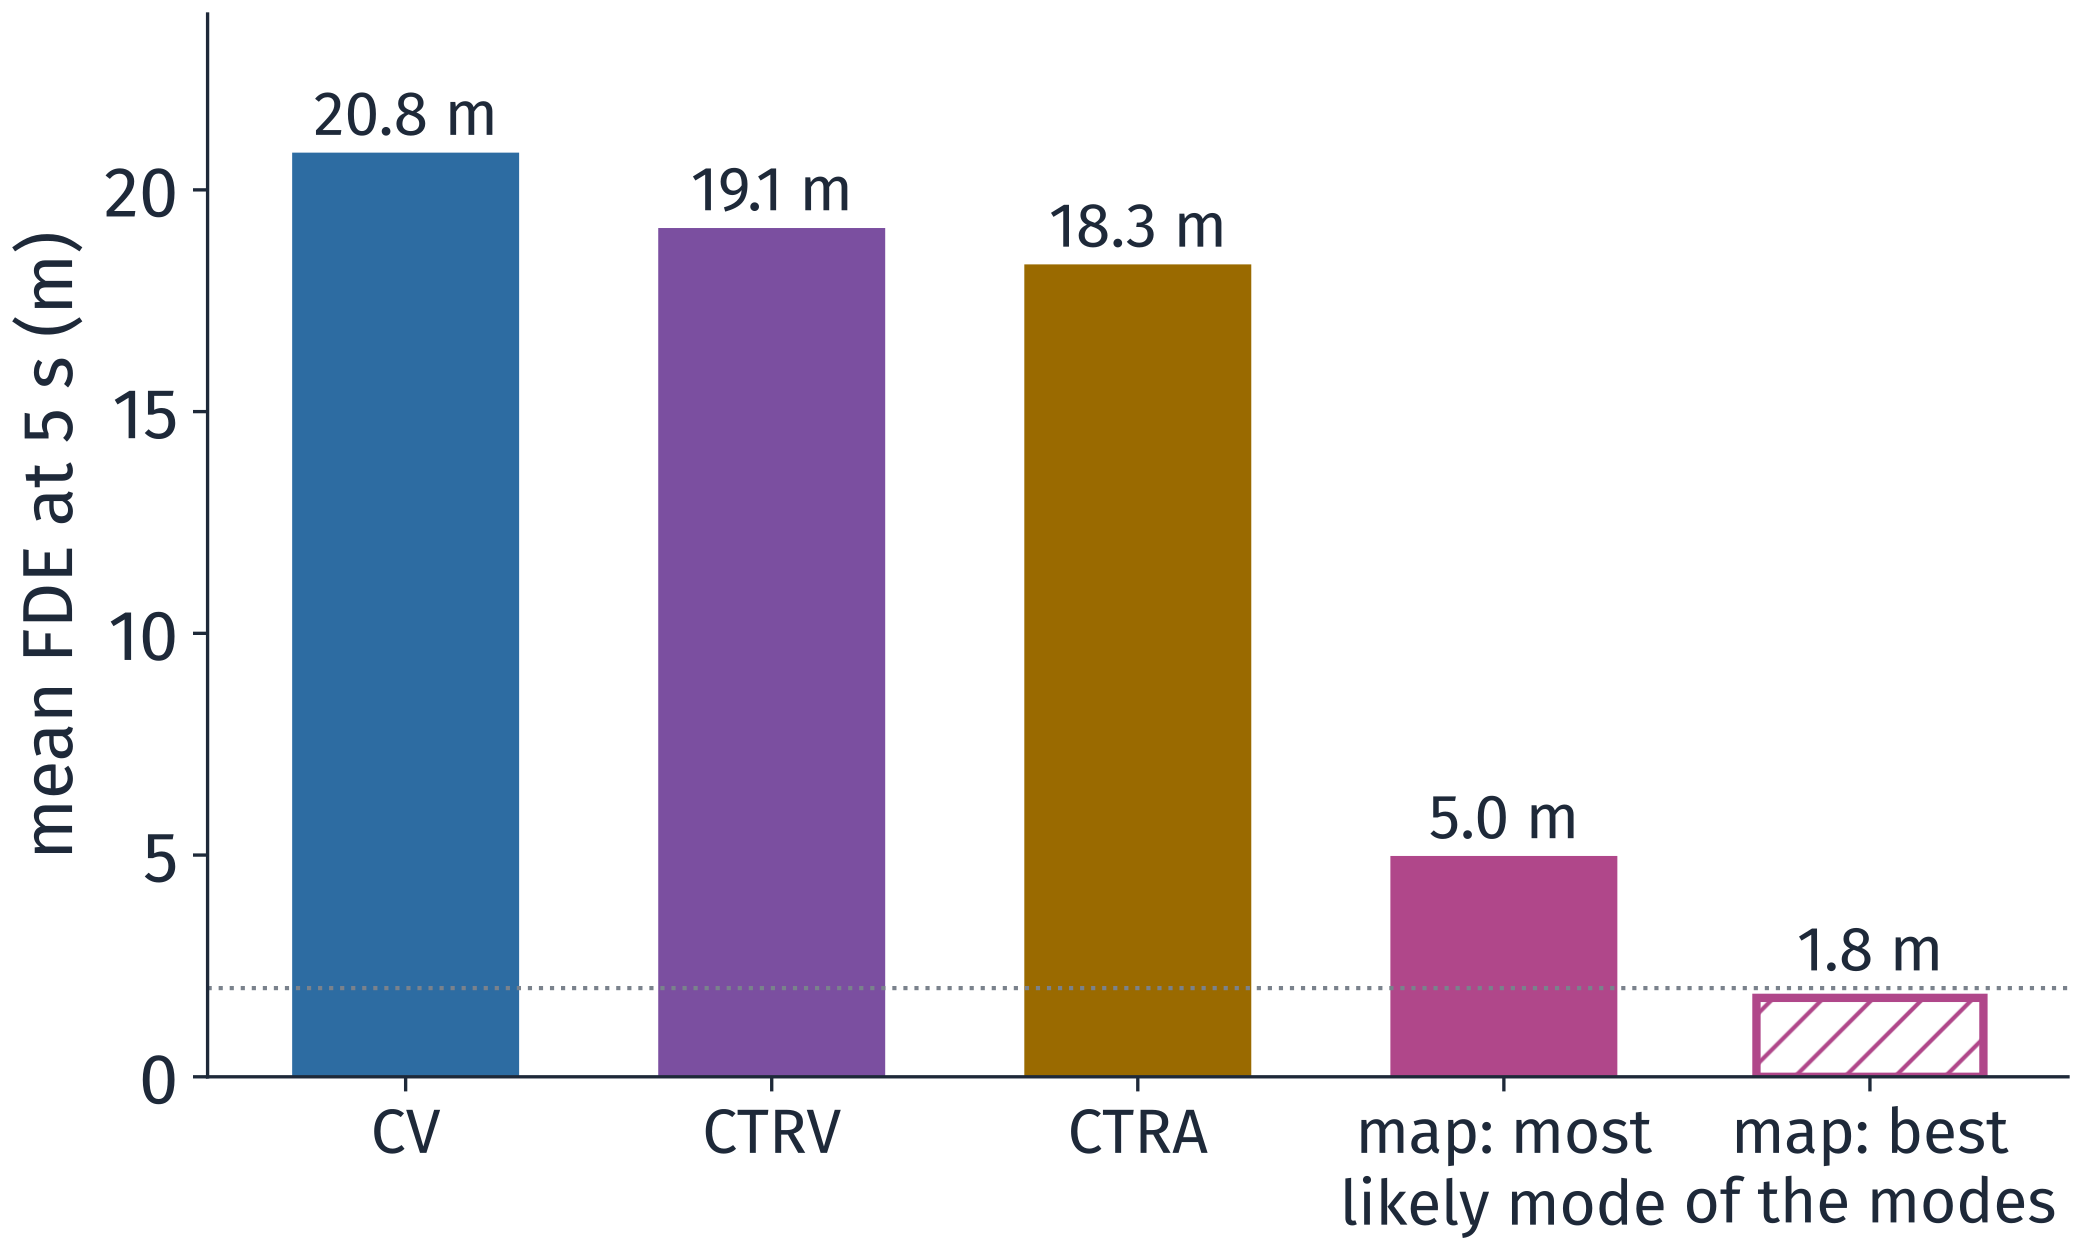 mean FDE at 5 s (m)
20
15
10
5
0
20.8 m
19.1 m
18.3 m
5.0 m
1.8 m
CV
CTRV
CTRA
map: most
likely mode
map: best
of the modes